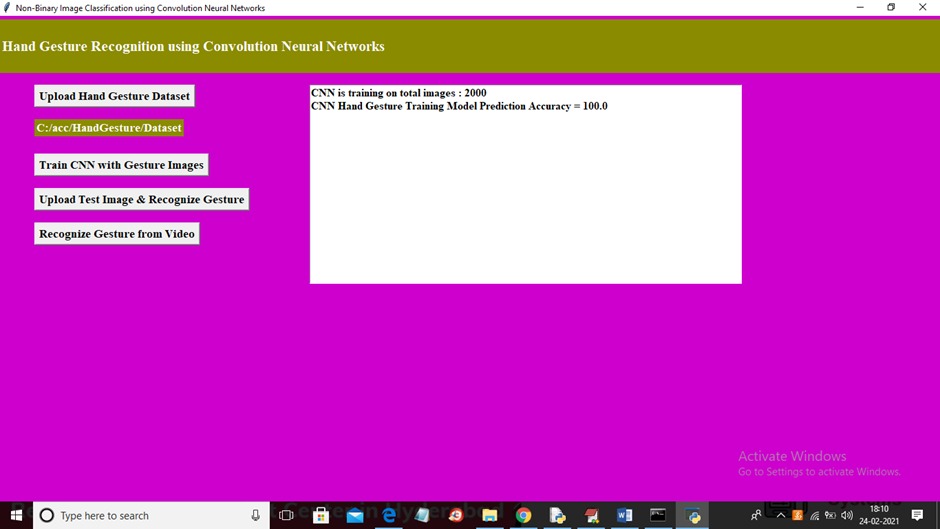 Non-Binary Image Classification using Convolution Neural Networks
Hand Gesture Recognition using Convolution Neural Networks
Upload Hand Gesture Dataset
C:/acc/HandGesture/Dataset
Train CNN with Gesture Images
Upload Test Image & Recognize Gesture
Recognize Gesture from Video
CNN is training on total images : 2000
CNN Hand Gesture Training Model Prediction Accuracy = 100.0
Activate Windows
Go to Settings to activate Windows.
Type here to search
18:10
24-02-2021